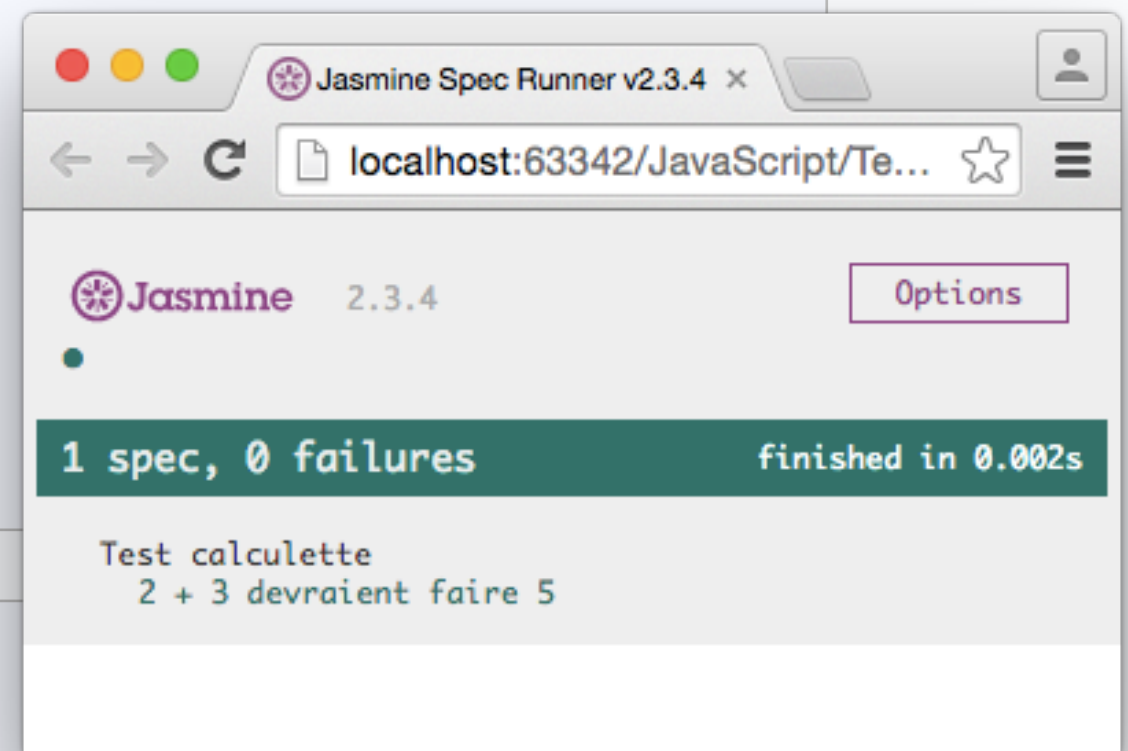 Jasmine Spec Runner v2.3.4
localhost:63342/JavaScript/Te...
Jasmine 2.3.4 Options
1 spec, 0 failures finished in 0.002s
Test calculette
2 + 3 devraient faire 5